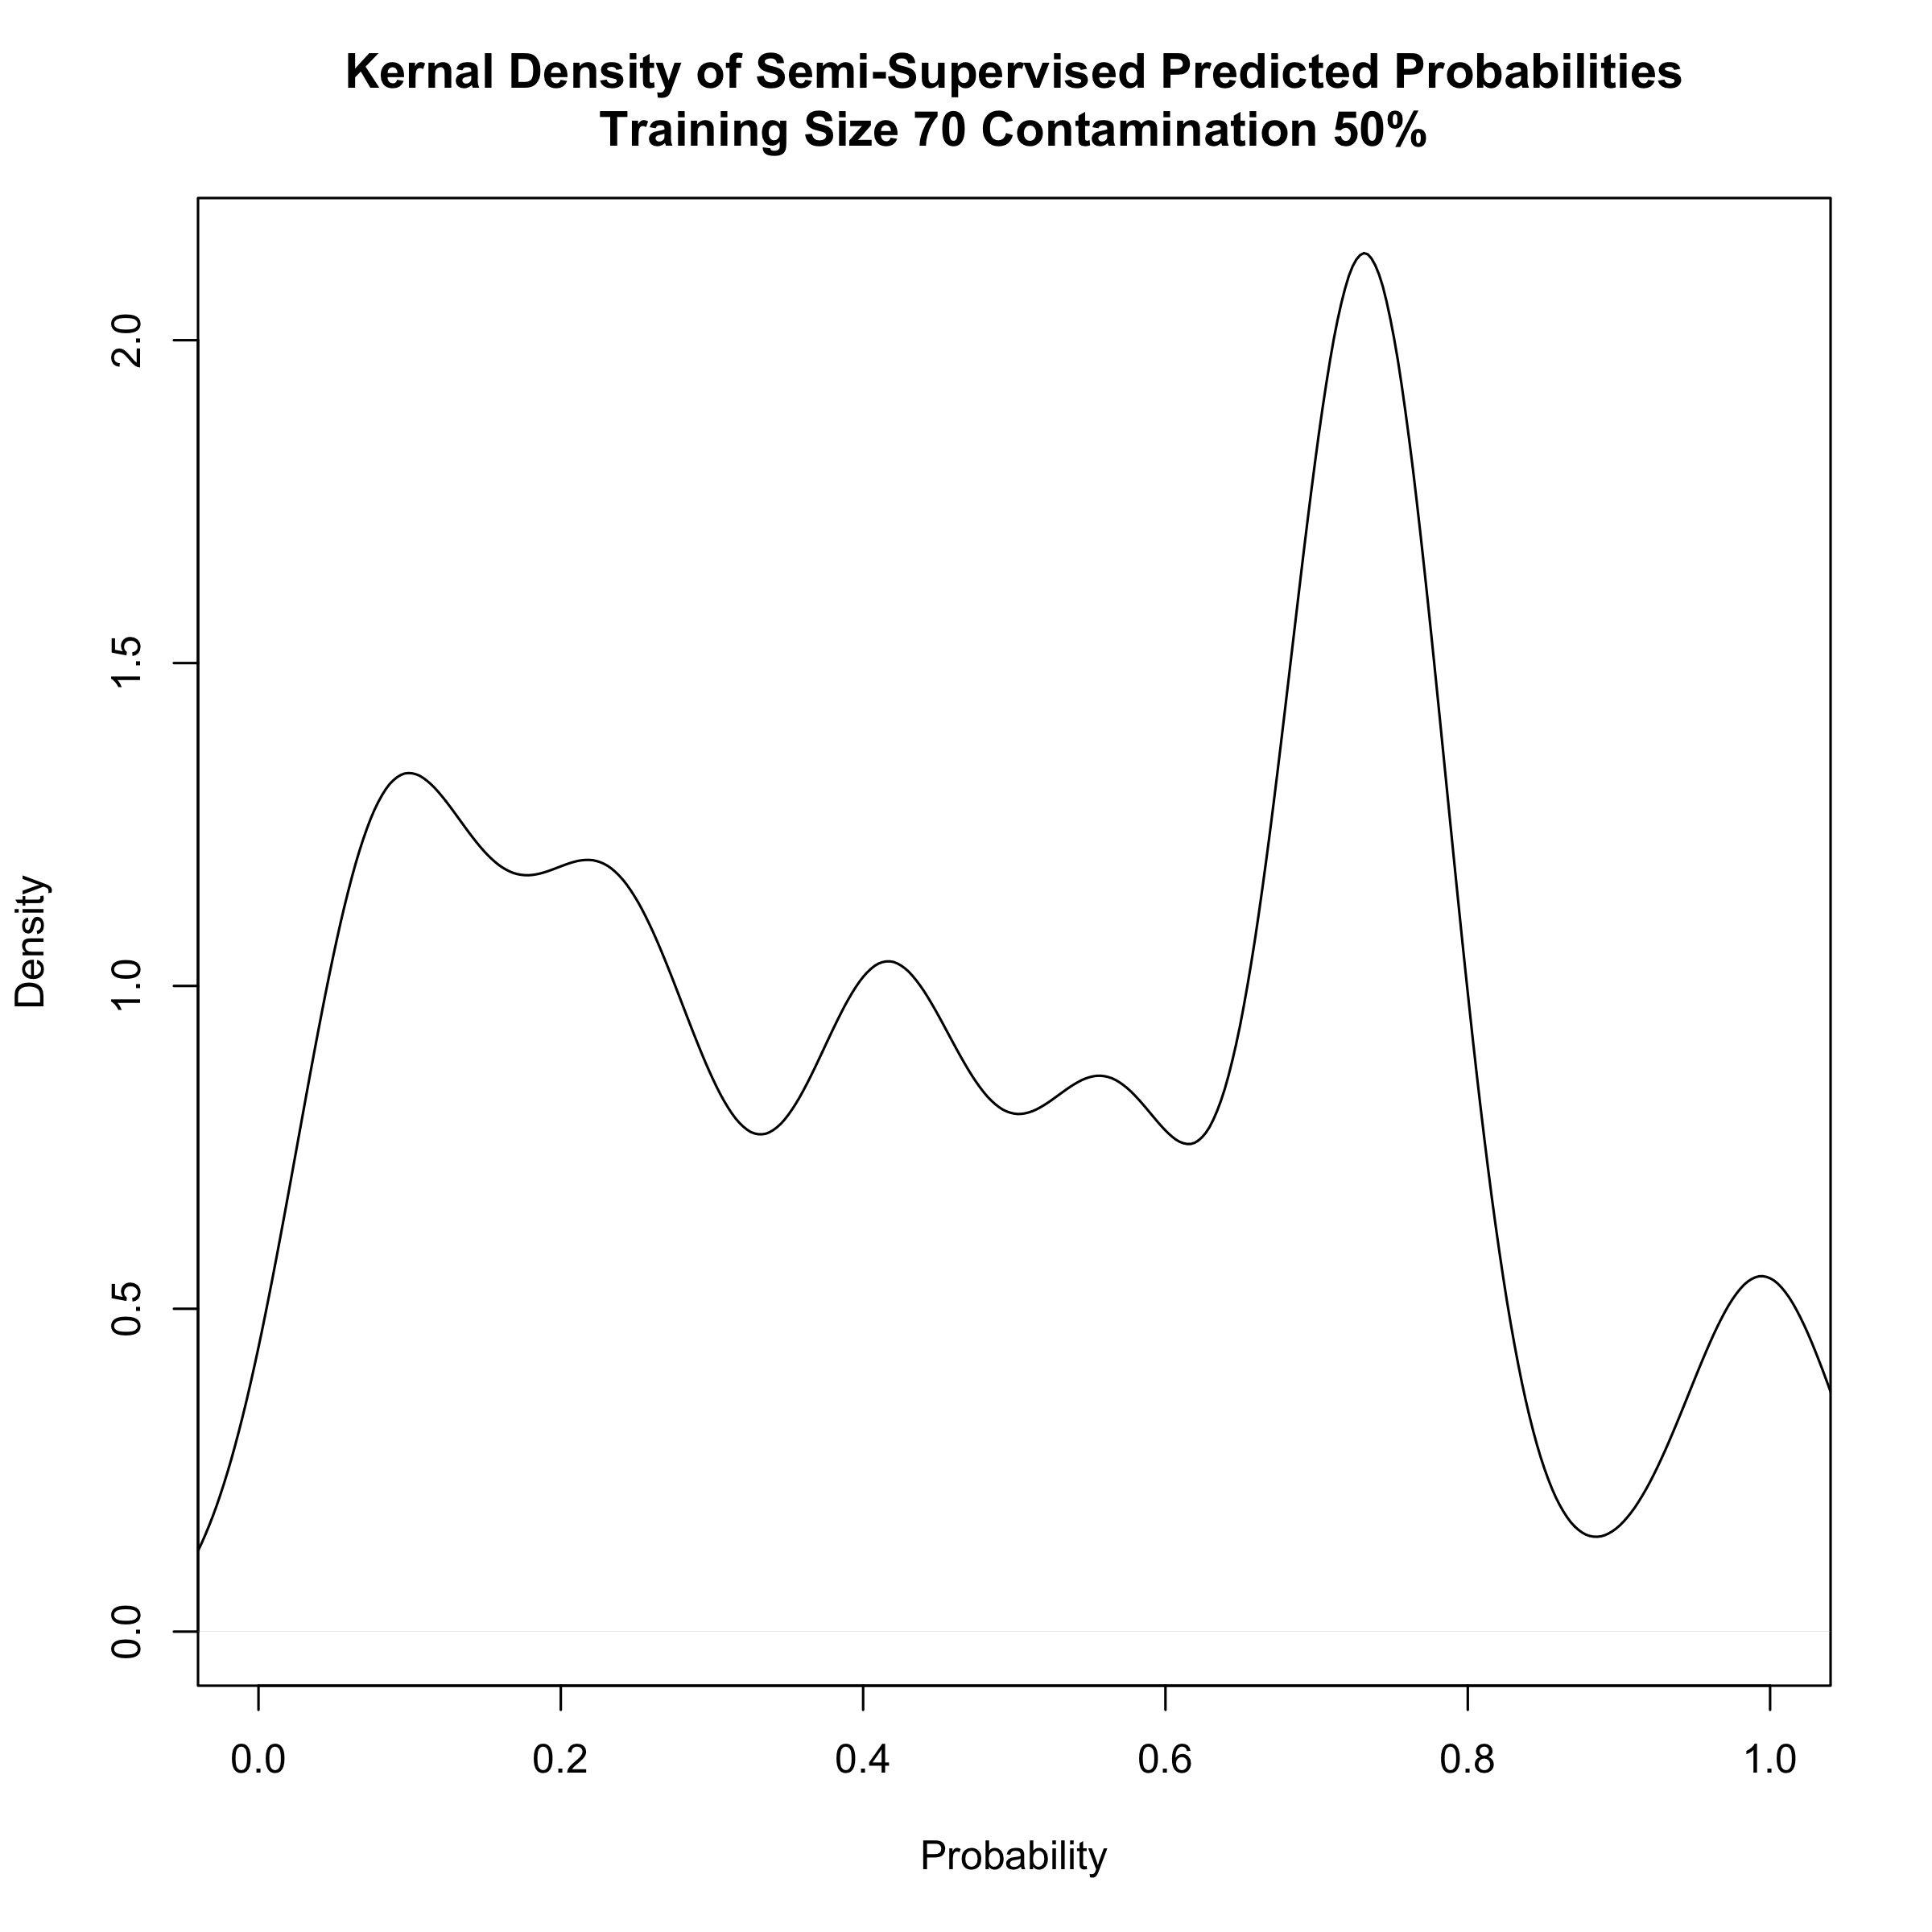 Kernal Density of Semi-Supervised Predicted Probabilities
Training Size 70 Contamination 50%
Density
2.0
1.5
1.0
0.5
0.0
0.0 0.2 0.4 0.6 0.8 1.0
Probability